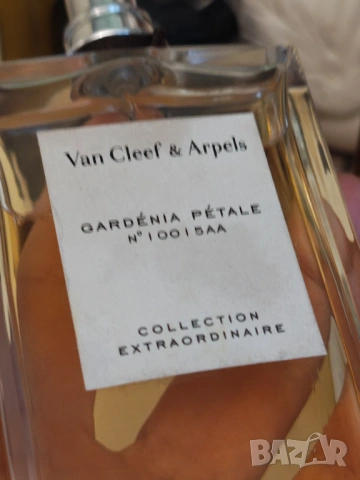 Van Cleef & Arpels
GARDÉNIA PÉTALE
N° 10015AA
COLLECTION
EXTRAORDINAIRE
BAZAR